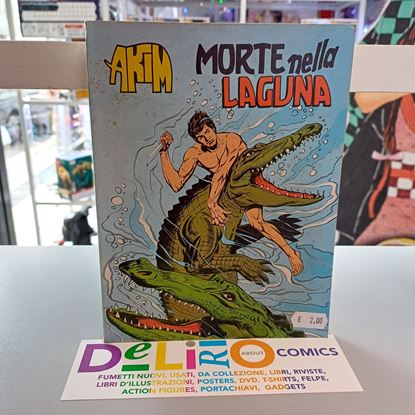 AKIM
MORTE nella
LAGUNA
€ 2,00
DeLiRiO ABOUT COMICS
FUMETTI NUOVI, USATI, DA COLLEZIONE, LIBRI, RIVISTE,
LIBRI D'ILLUSTRAZIONI, POSTERS, DVD, T-SHIRTS, FELPE,
ACTION FIGURES, PORTACHIAVI, GADGETS